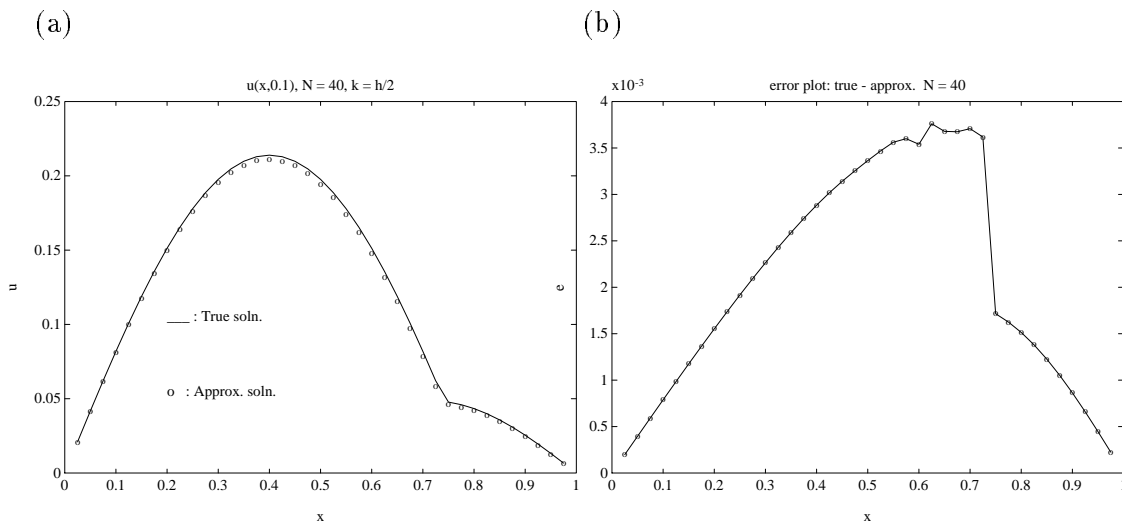 (a)
u(x,0.1), N = 40, k = h/2
0.25
0.2
0.15
0.1
0.05
0
u
___ : True soln.
o : Approx. soln.
0 0.1 0.2 0.3 0.4 0.5 0.6 0.7 0.8 0.9 1
x
(b)
x10-3
error plot: true - approx. N = 40
4
3.5
3
2.5
2
1.5
1
0.5
0
e
0 0.1 0.2 0.3 0.4 0.5 0.6 0.7 0.8 0.9 1
x